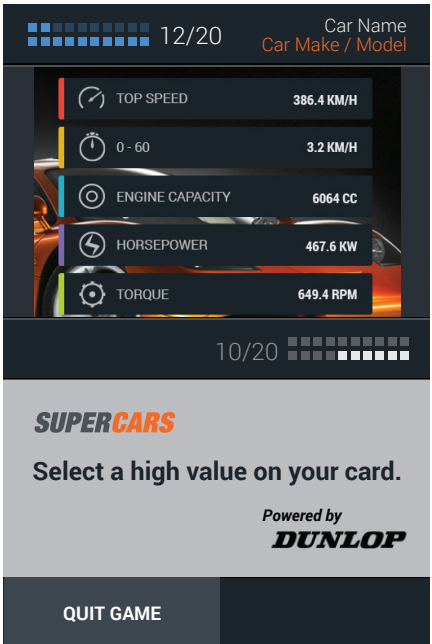 12/20
Car Name
Car Make / Model
TOP SPEED 386.4 KM/H
0 - 60 3.2 KM/H
ENGINE CAPACITY 6064 CC
HORSEPOWER 467.6 KW
TORQUE 649.4 RPM
10/20
SUPERCARS
Select a high value on your card.
Powered by
DUNLOP
QUIT GAME